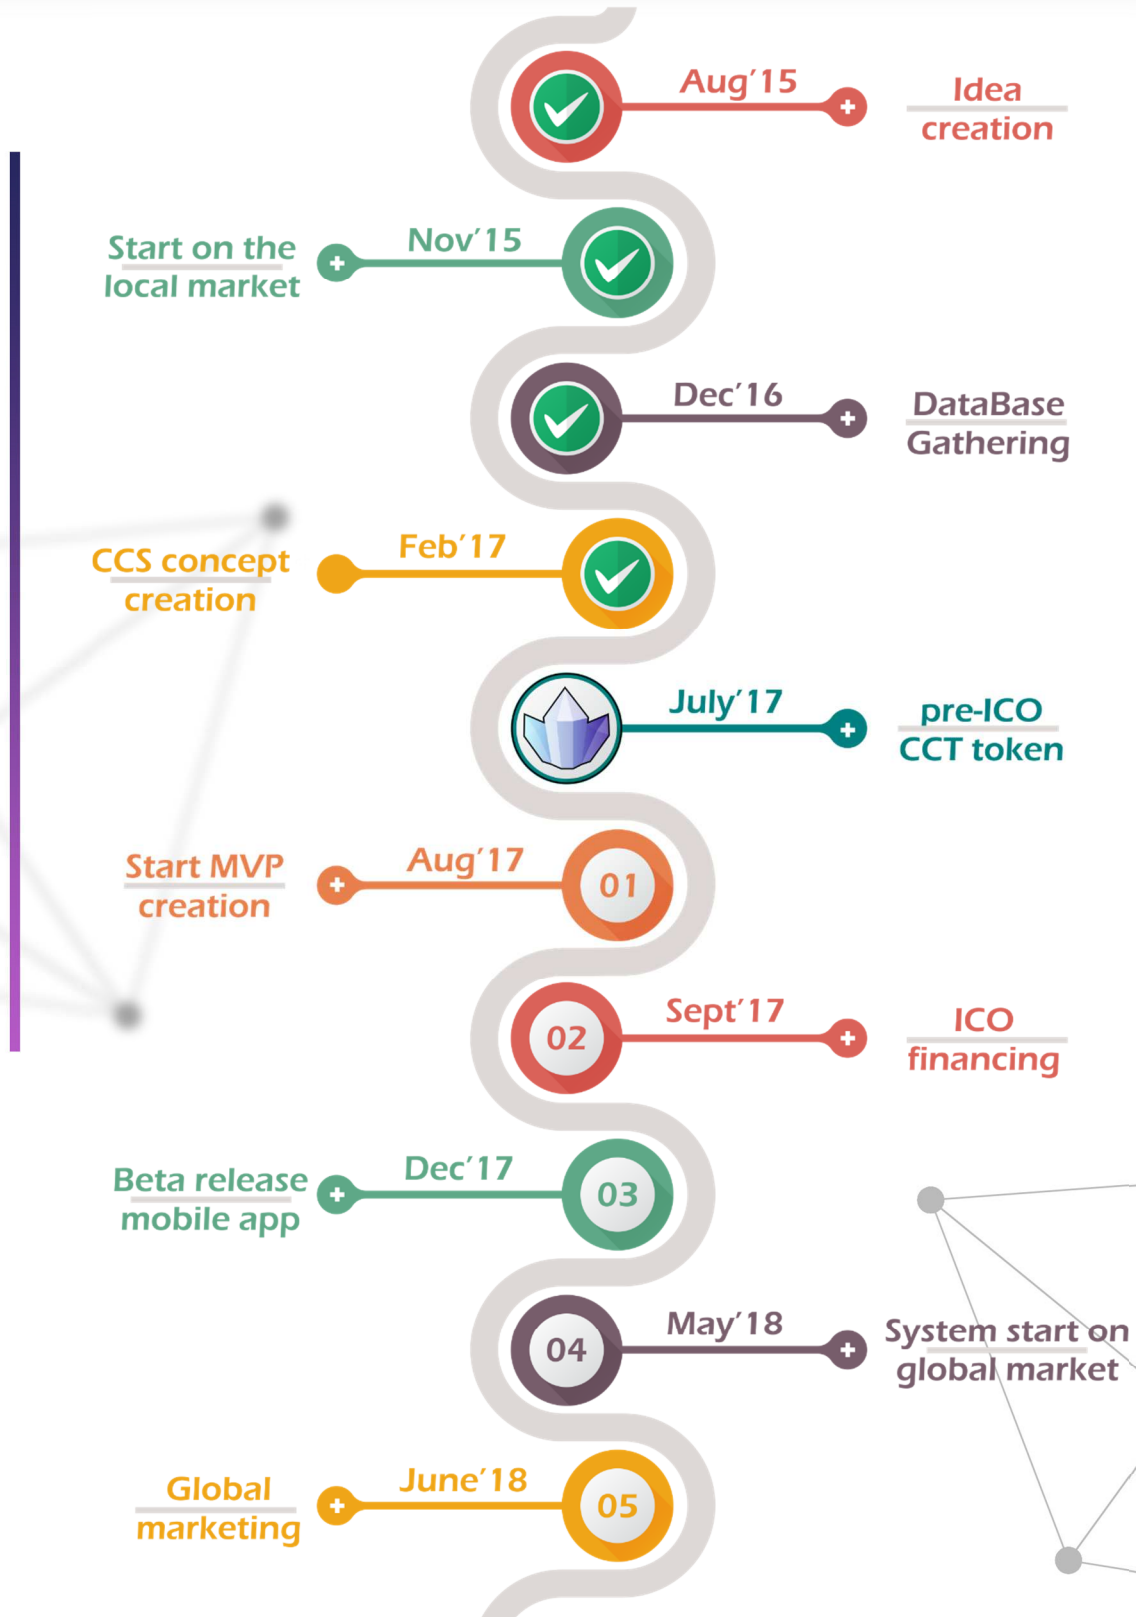 Aug'15
Idea
creation
Nov'15
Start on the
local market
Dec'16
DataBase
Gathering
Feb'17
CCS concept
creation
July'17
pre-ICO
CCT token
Aug'17
01
Start MVP
creation
02
Sept'17
ICO
financing
Dec'17
03
Beta release
mobile app
04
May'18
System start on
global market
June'18
05
Global
marketing